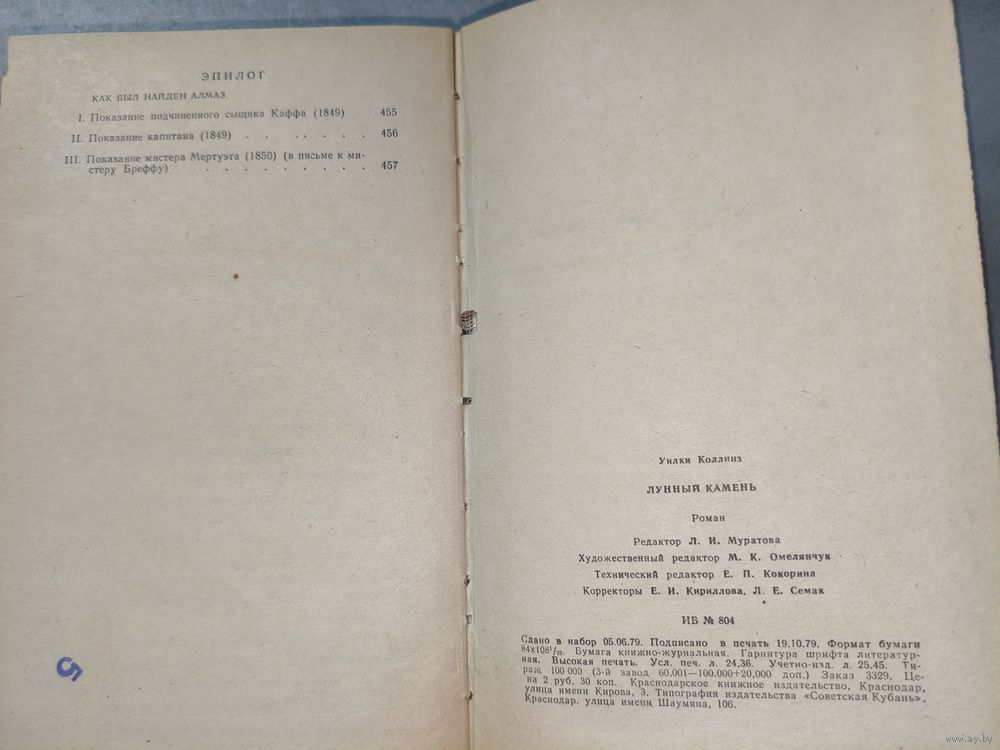 ЭПИЛОГ
КАК БЫЛ НАЙДЕН АЛМАЗ
I. Показание подчиненного сыщика Каффа (1849) 455
II. Показание капитана (1849) . . . . . . . . 456
III. Показание мистера Мертуэта (1850) (в письме к ми-
стеру Бреффу) . . . . . . . . . 457
5
Уилки Коллинз
ЛУННЫЙ КАМЕНЬ
Роман
Редактор Л. И. Муратова
Художественный редактор М. К. Омелянчук
Технический редактор Е. П. Кокорина
Корректоры Е. И. Кириллова, Л. Е. Семак
ИБ № 804
Сдано в набор 05.06.79. Подписано в печать 19.10.79. Формат бумаги
84х108¹/₃₂. Бумага книжно-журнальная. Гарнитура шрифта литератур-
ная. Высокая печать. Усл. печ. л. 24,36. Учетно-изд. л. 25.45. Ти-
раж 100 000 (3-й завод 60.001—100.000+20.000 доп.) Заказ 3329. Це-
на 2 руб. 30 коп. Краснодарское книжное издательство, Краснодар,
улица имени Кирова, 3. Типография издательства «Советская Кубань».
Краснодар. улица имени Шаумяна, 106.
www.ay.by